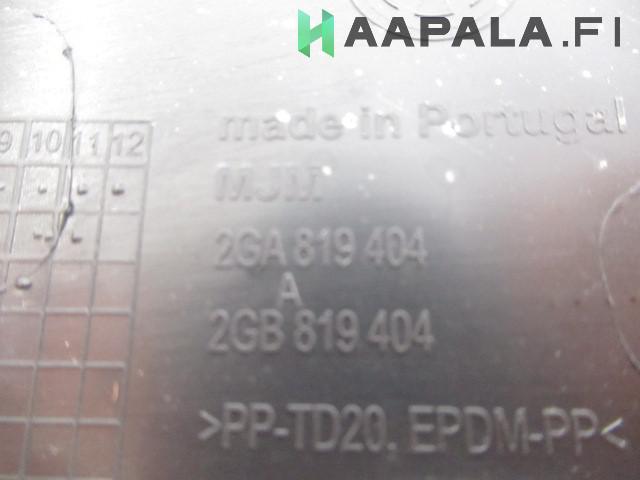 HAAPALA.FI
made in Portugal
9 10 11 12
MJM
2GA 819 404
A
2GB 819 404
>PP-TD20, EPDM-PP<